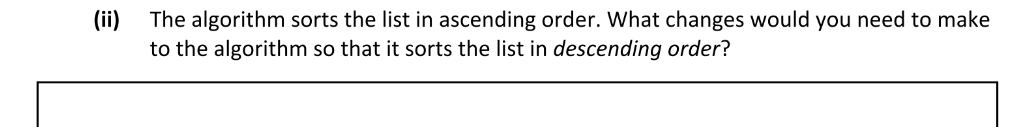 (ii) The algorithm sorts the list in ascending order. What changes would you need to make
to the algorithm so that it sorts the list in descending order?